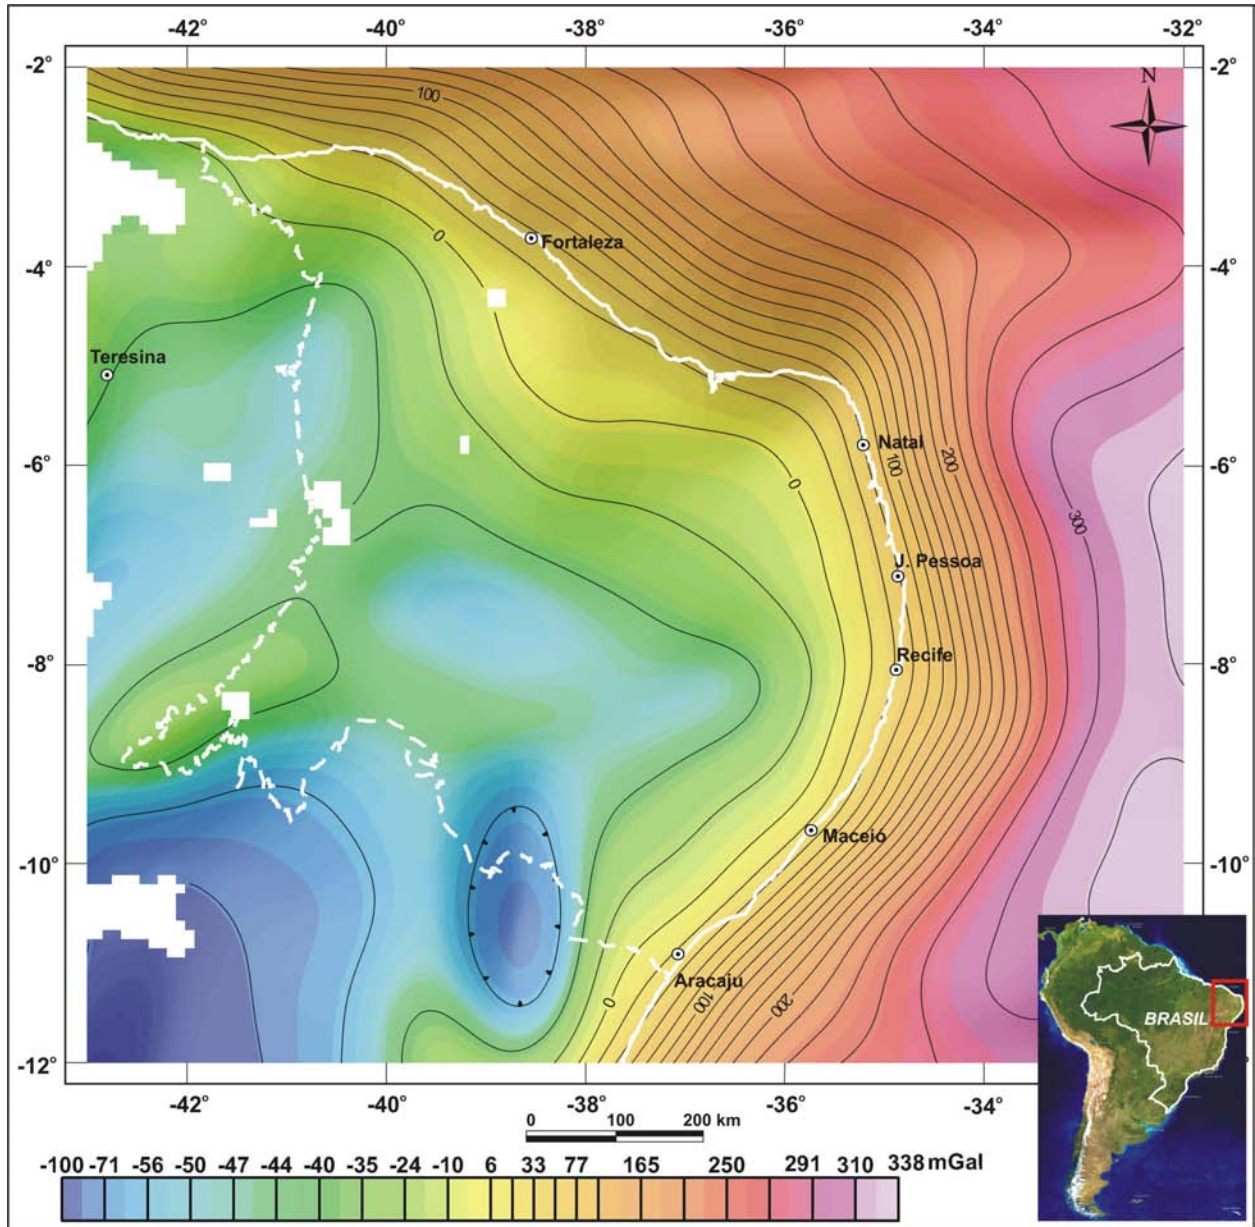 -42° -40° -38° -36° -34° -32°
-2° -2°
N
100
Fortaleza
0
-4° -4°
Teresina
Natal
-6° 0 100 200 -6°
300
J. Pessoa
-8° Recife -8°
Maceió
-10° -10°
Aracaju
0 100 200
BRASIL
-12°
-42° -40° -38° -36° -34°
0 100 200 km
-100 -71 -56 -50 -47 -44 -40 -35 -24 -10 6 33 77 165 250 291 310 338 mGal